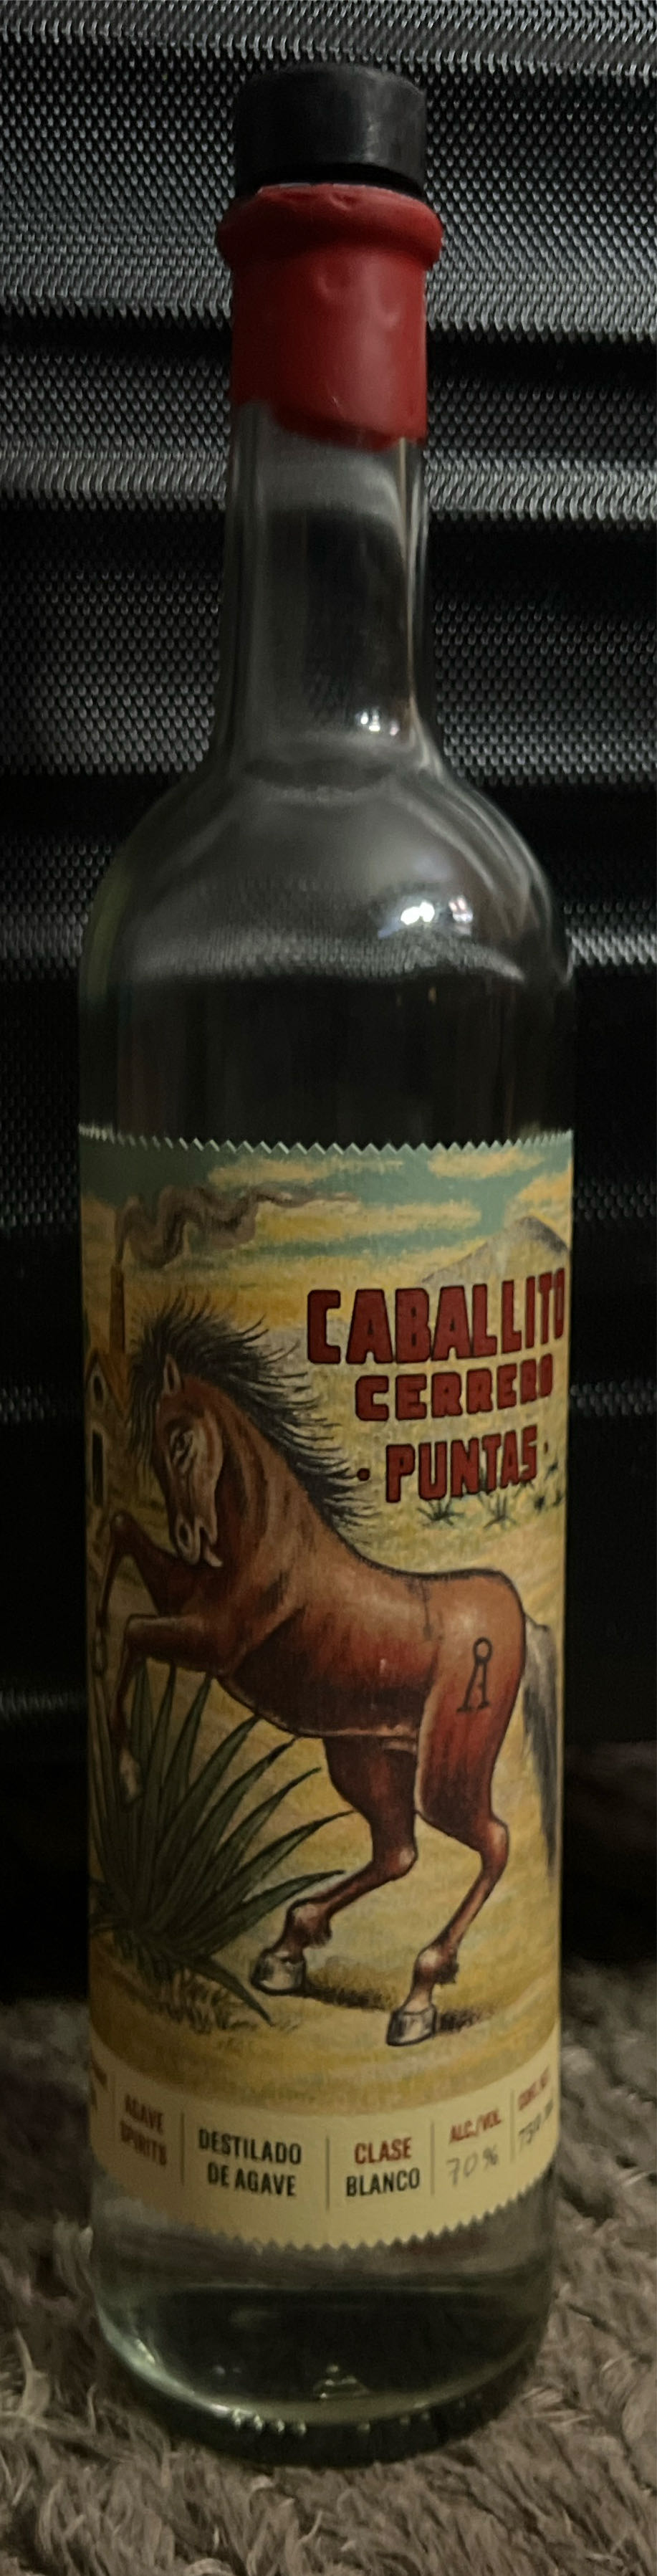 CABALLITO
CERRERO
· PUNTAS ·
AGAVE
SPIRITS
DESTILADO
DE AGAVE
CLASE
BLANCO
ALC./VOL.
70%